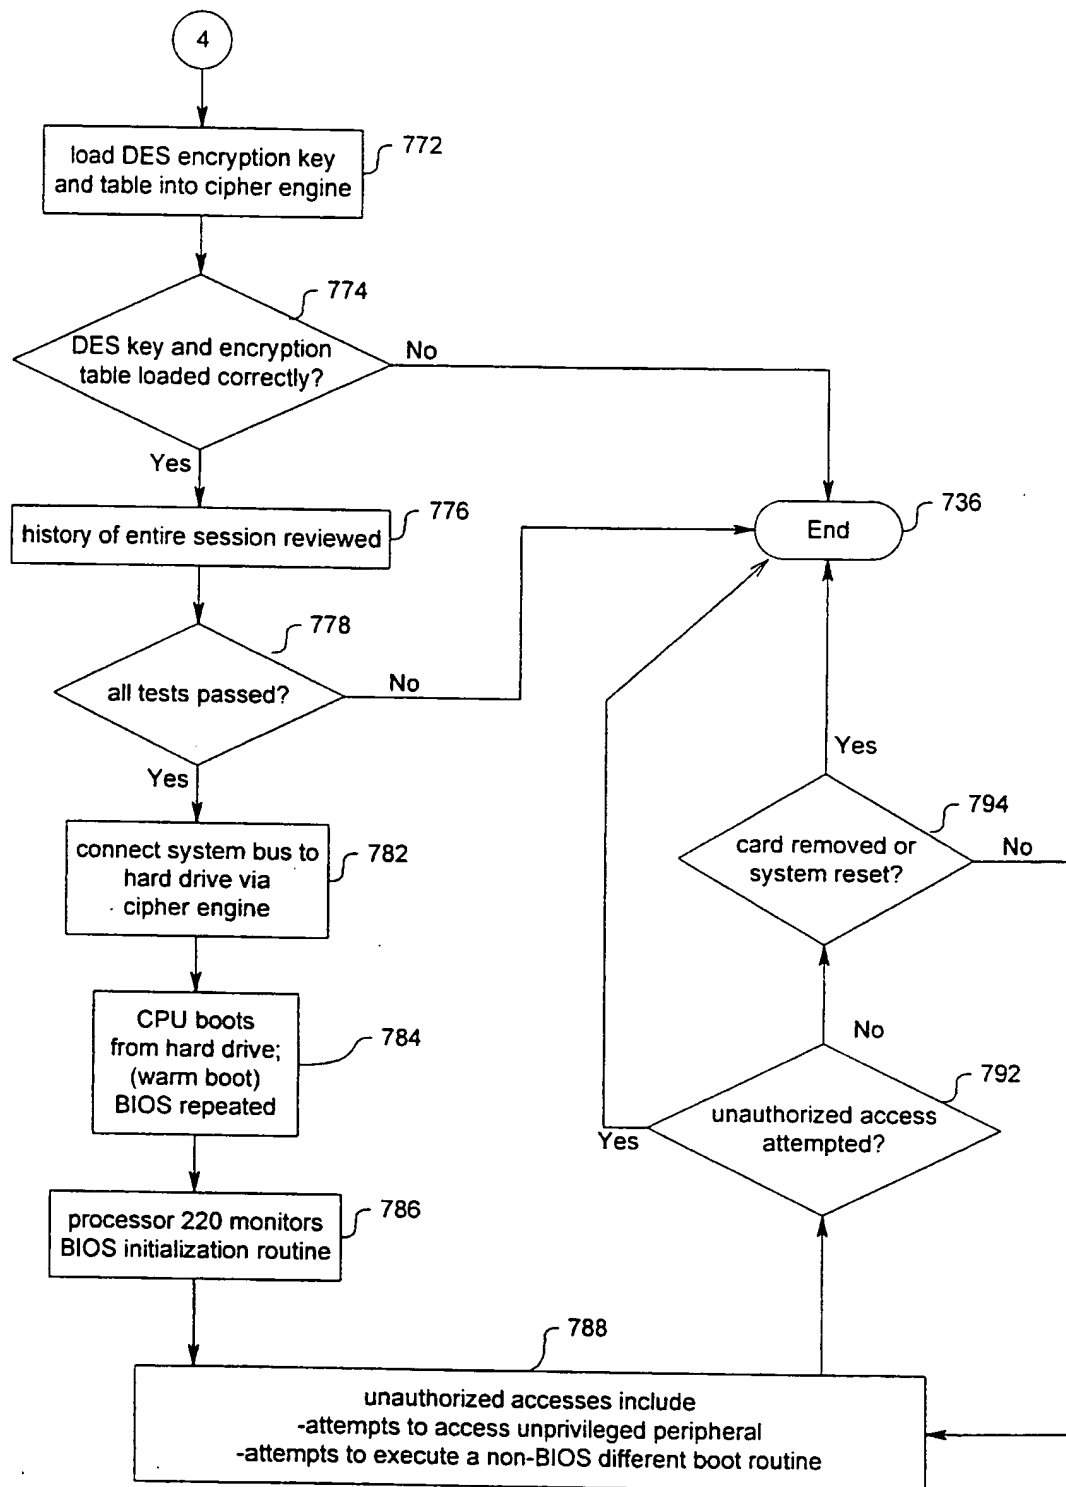 4
load DES encryption key
and table into cipher engine
772
774
DES key and encryption
table loaded correctly?
No
Yes
history of entire session reviewed
776
End
736
778
all tests passed?
No
Yes
connect system bus to
hard drive via
cipher engine
782
CPU boots
from hard drive;
(warm boot)
BIOS repeated
784
processor 220 monitors
BIOS initialization routine
786
788
unauthorized accesses include
-attempts to access unprivileged peripheral
-attempts to execute a non-BIOS different boot routine
792
unauthorized access
attempted?
Yes
No
794
card removed or
system reset?
No
Yes